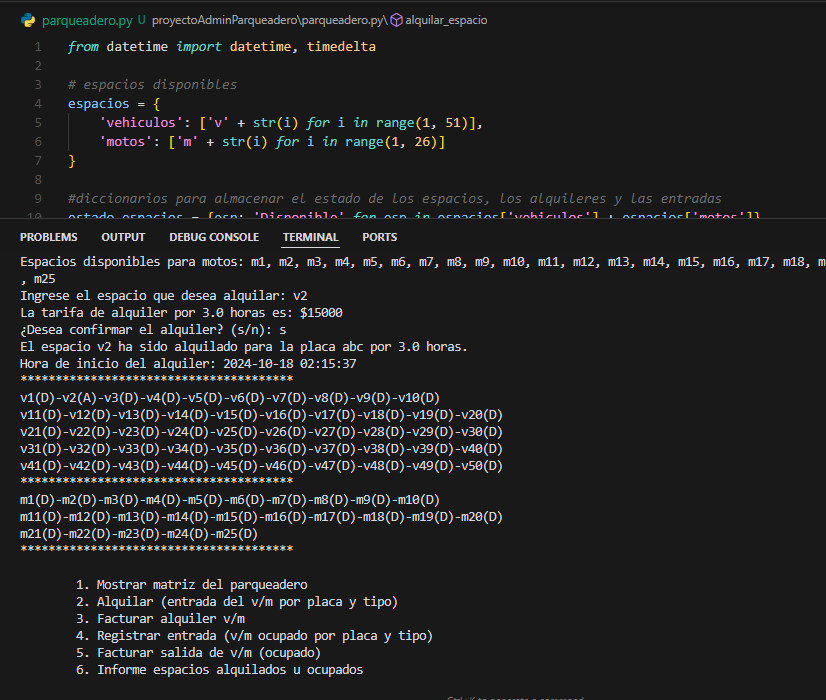 parqueadero.py U proyectoAdminParqueadero\parqueadero.py\ alquilar_espacio
1 from datetime import datetime, timedelta
2
3 # espacios disponibles
4 espacios = {
5 'vehiculos': ['v' + str(i) for i in range(1, 51)],
6 'motos': ['m' + str(i) for i in range(1, 26)]
7 }
8
9 #diccionarios para almacenar el estado de los espacios, los alquileres y las entradas
10 estado_espacios = {esp: 'Disponible' for esp in espacios['vehiculos'] + espacios['motos']}
PROBLEMS OUTPUT DEBUG CONSOLE TERMINAL PORTS
Espacios disponibles para motos: m1, m2, m3, m4, m5, m6, m7, m8, m9, m10, m11, m12, m13, m14, m15, m16, m17, m18, m
, m25
Ingrese el espacio que desea alquilar: v2
La tarifa de alquiler por 3.0 horas es: $15000
¿Desea confirmar el alquiler? (s/n): s
El espacio v2 ha sido alquilado para la placa abc por 3.0 horas.
Hora de inicio del alquiler: 2024-10-18 02:15:37
***************************************
v1(D)-v2(A)-v3(D)-v4(D)-v5(D)-v6(D)-v7(D)-v8(D)-v9(D)-v10(D)
v11(D)-v12(D)-v13(D)-v14(D)-v15(D)-v16(D)-v17(D)-v18(D)-v19(D)-v20(D)
v21(D)-v22(D)-v23(D)-v24(D)-v25(D)-v26(D)-v27(D)-v28(D)-v29(D)-v30(D)
v31(D)-v32(D)-v33(D)-v34(D)-v35(D)-v36(D)-v37(D)-v38(D)-v39(D)-v40(D)
v41(D)-v42(D)-v43(D)-v44(D)-v45(D)-v46(D)-v47(D)-v48(D)-v49(D)-v50(D)
***************************************
m1(D)-m2(D)-m3(D)-m4(D)-m5(D)-m6(D)-m7(D)-m8(D)-m9(D)-m10(D)
m11(D)-m12(D)-m13(D)-m14(D)-m15(D)-m16(D)-m17(D)-m18(D)-m19(D)-m20(D)
m21(D)-m22(D)-m23(D)-m24(D)-m25(D)
***************************************
1. Mostrar matriz del parqueadero
2. Alquilar (entrada del v/m por placa y tipo)
3. Facturar alquiler v/m
4. Registrar entrada (v/m ocupado por placa y tipo)
5. Facturar salida de v/m (ocupado)
6. Informe espacios alquilados u ocupados
Ctrl+K to generate a command